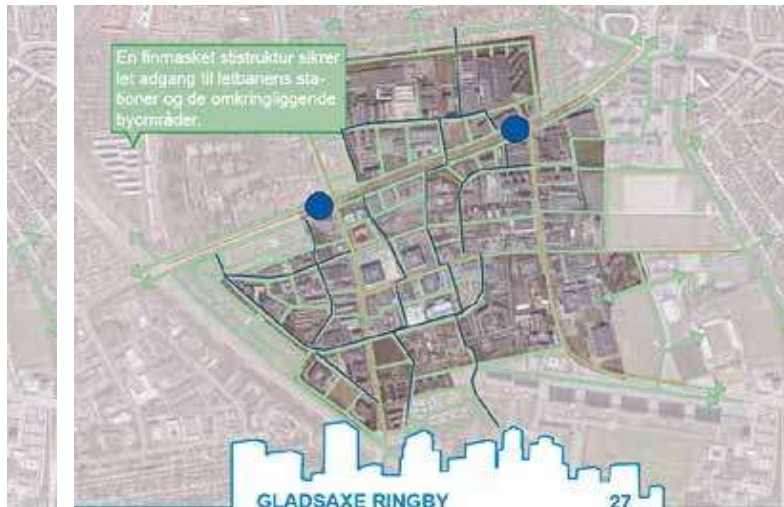 En finmasket stistruktur sikrer
let adgang til letbanens sta-
tioner og de omkringliggende
byområder.
GLADSAXE RINGBY 27